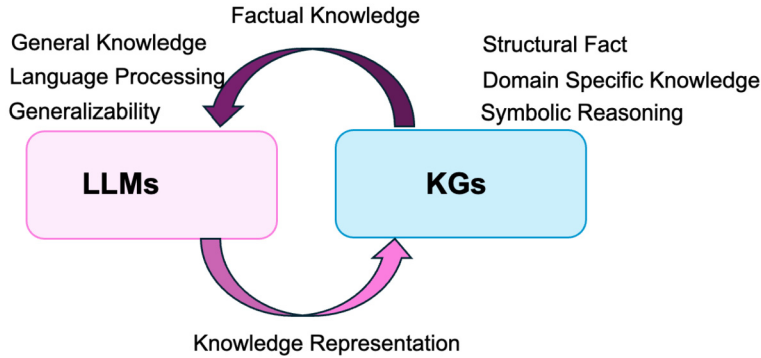 Factual Knowledge
General Knowledge
Language Processing
Generalizability
Structural Fact
Domain Specific Knowledge
Symbolic Reasoning
LLMs
KGs
Knowledge Representation